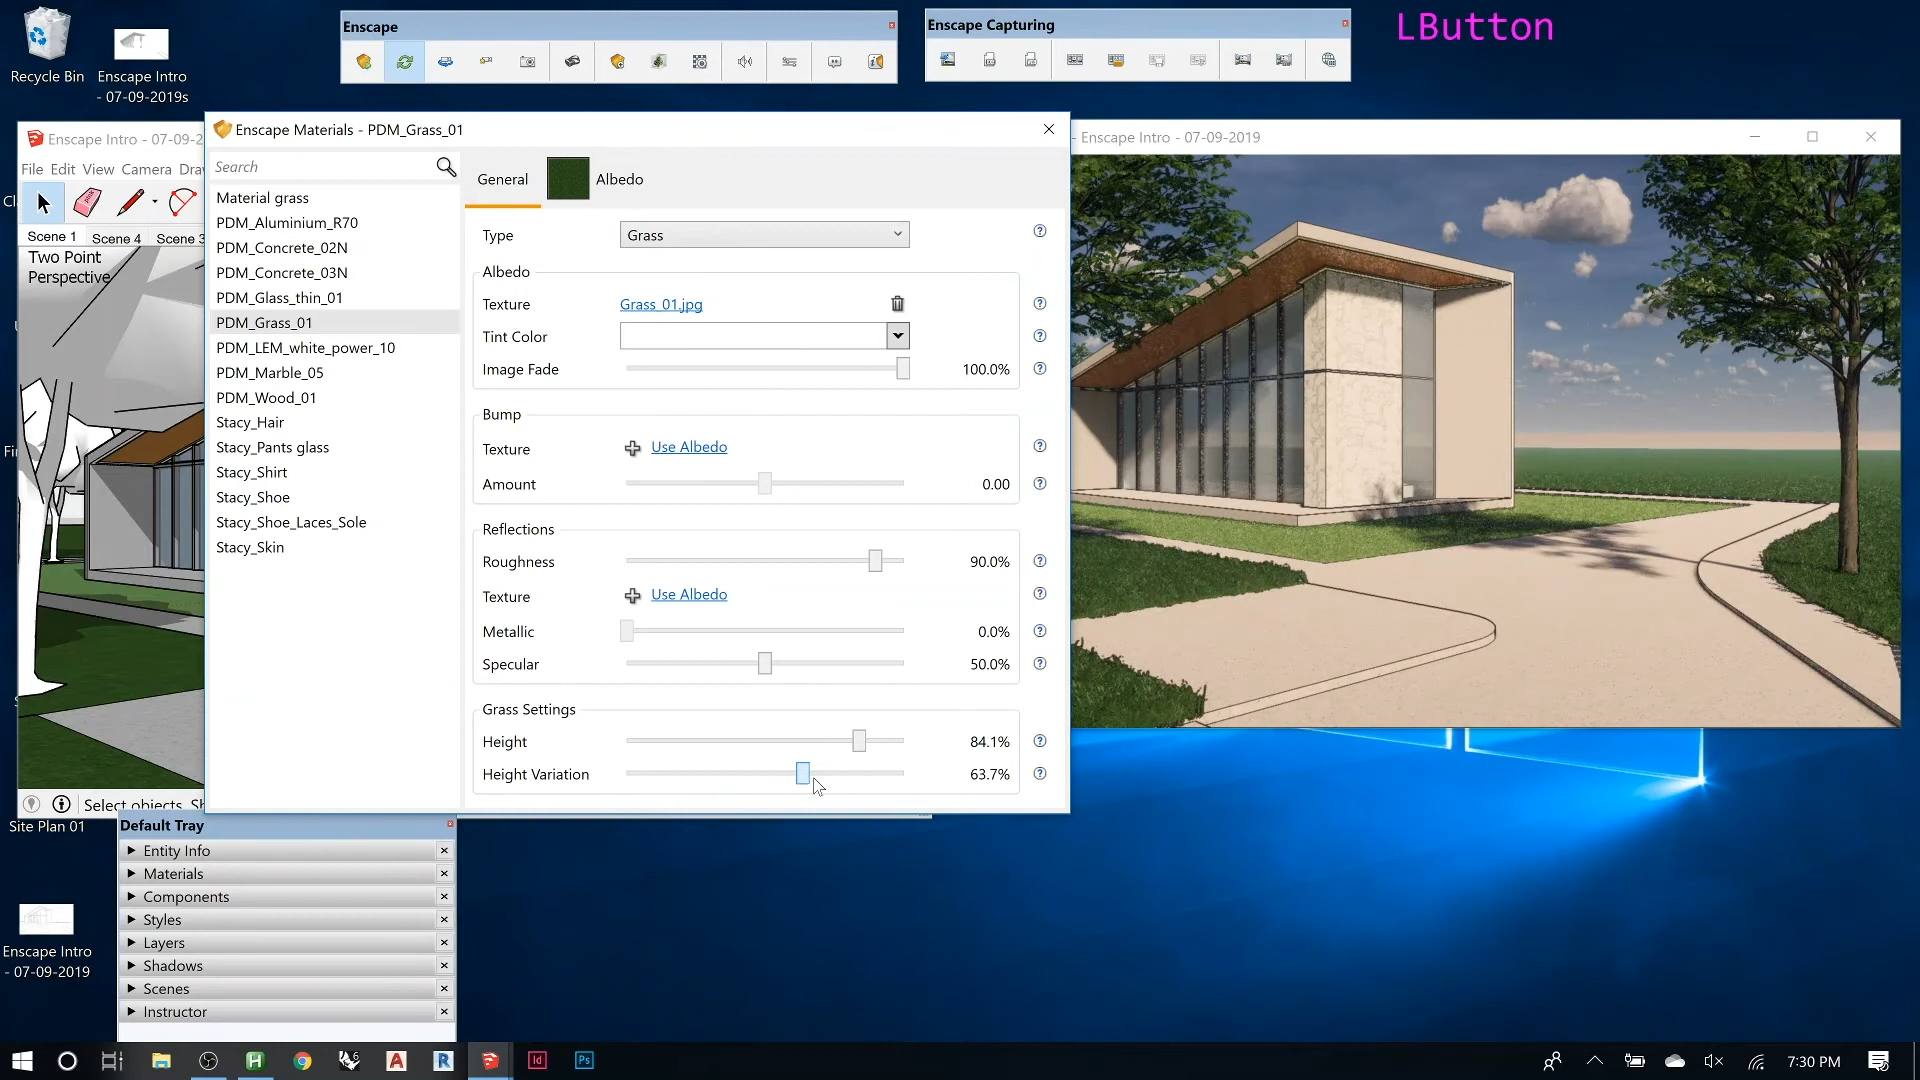 LButton
Enscape
Enscape Capturing
Recycle Bin
Enscape Intro
- 07-09-2019s
Enscape Intro - 07-09-2
File Edit View Camera Dra
Scene 1 Scene 4 Scene 3
Two Point
Perspective
Select objects. Sh
Enscape Materials - PDM_Grass_01
Search
Material grass
PDM_Aluminium_R70
PDM_Concrete_02N
PDM_Concrete_03N
PDM_Glass_thin_01
PDM_Grass_01
PDM_LEM_white_power_10
PDM_Marble_05
PDM_Wood_01
Stacy_Hair
Stacy_Pants glass
Stacy_Shirt
Stacy_Shoe
Stacy_Shoe_Laces_Sole
Stacy_Skin
General Albedo
Type Grass
Albedo
Texture Grass_01.jpg
Tint Color
Image Fade 100.0%
Bump
Texture Use Albedo
Amount 0.00
Reflections
Roughness 90.0%
Texture Use Albedo
Metallic 0.0%
Specular 50.0%
Grass Settings
Height 84.1%
Height Variation 63.7%
- Enscape Intro - 07-09-2019
Site Plan 01
Default Tray
Entity Info
Materials
Components
Styles
Layers
Shadows
Scenes
Instructor
Enscape Intro
- 07-09-2019
7:30 PM